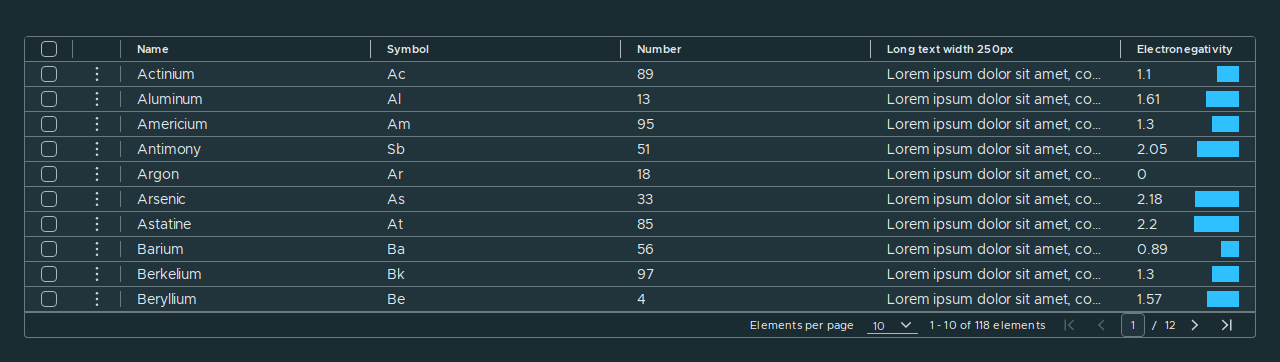 Name Symbol Number Long text width 250px Electronegativity
Actinium Ac 89 Lorem ipsum dolor sit amet, co... 1.1
Aluminum Al 13 Lorem ipsum dolor sit amet, co... 1.61
Americium Am 95 Lorem ipsum dolor sit amet, co... 1.3
Antimony Sb 51 Lorem ipsum dolor sit amet, co... 2.05
Argon Ar 18 Lorem ipsum dolor sit amet, co... 0
Arsenic As 33 Lorem ipsum dolor sit amet, co... 2.18
Astatine At 85 Lorem ipsum dolor sit amet, co... 2.2
Barium Ba 56 Lorem ipsum dolor sit amet, co... 0.89
Berkelium Bk 97 Lorem ipsum dolor sit amet, co... 1.3
Beryllium Be 4 Lorem ipsum dolor sit amet, co... 1.57
Elements per page 10 1 - 10 of 118 elements 1 / 12